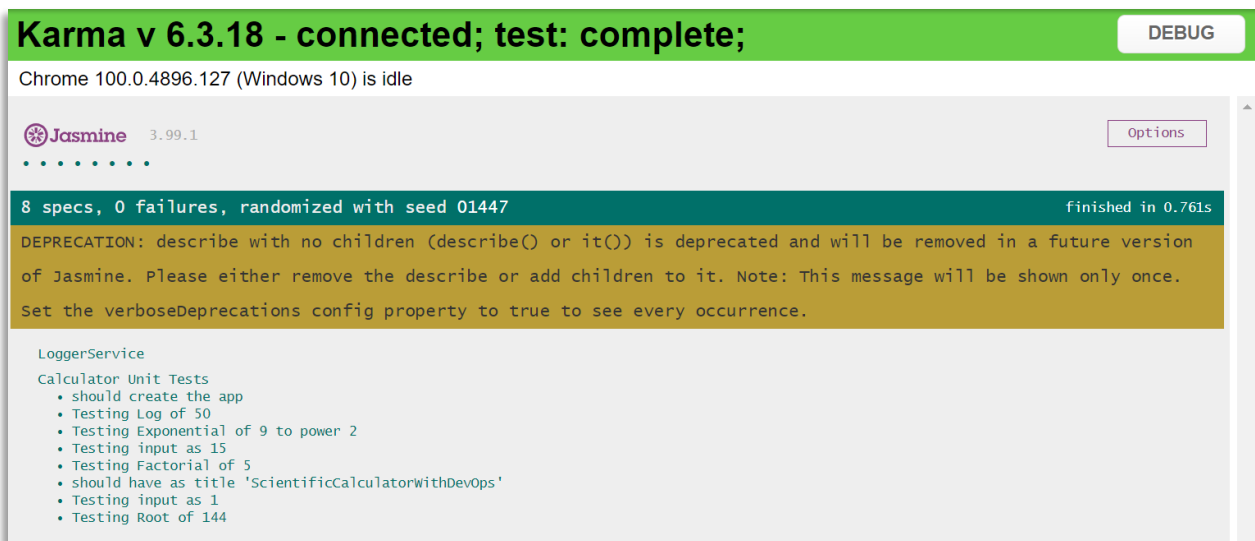 Karma v 6.3.18 - connected; test: complete;
DEBUG
Chrome 100.0.4896.127 (Windows 10) is idle
Jasmine 3.99.1
Options
8 specs, 0 failures, randomized with seed 01447
finished in 0.761s
DEPRECATION: describe with no children (describe() or it()) is deprecated and will be removed in a future version
of Jasmine. Please either remove the describe or add children to it. Note: This message will be shown only once.
Set the verboseDeprecations config property to true to see every occurrence.
LoggerService
Calculator Unit Tests
• should create the app
• Testing Log of 50
• Testing Exponential of 9 to power 2
• Testing input as 15
• Testing Factorial of 5
• should have as title 'ScientificCalculatorWithDevOps'
• Testing input as 1
• Testing Root of 144